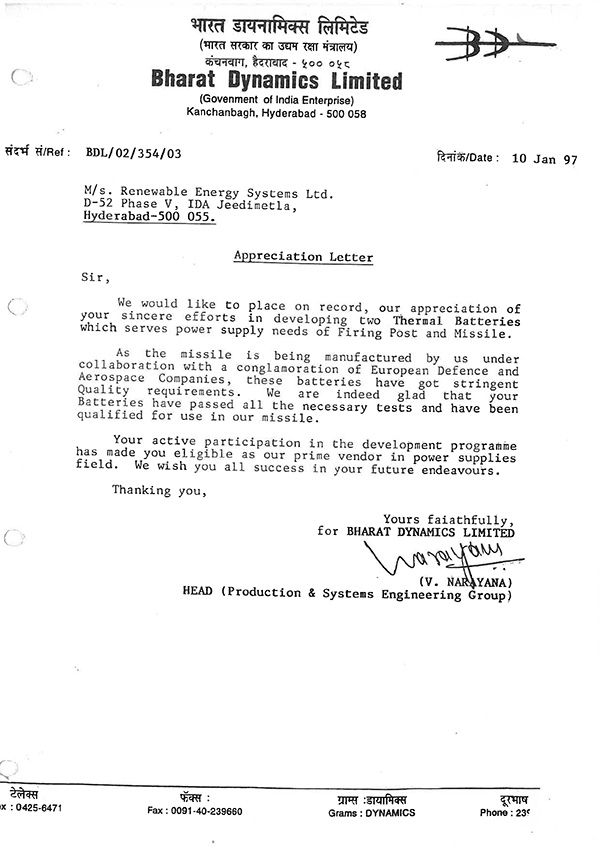 भारत डायनामिक्स लिमिटेड
(भारत सरकार का उद्यम रक्षा मंत्रालय)
कंचनबाग, हैदराबाद - ५०० ०५८
Bharat Dynamics Limited
(Govenment of India Enterprise)
Kanchanbagh, Hyderabad - 500 058
BDL
संदर्भ सं/Ref : BDL/02/354/03
दिनांक/Date : 10 Jan 97
M/s. Renewable Energy Systems Ltd.
D-52 Phase V, IDA Jeedimetla,
Hyderabad-500 055.
Appreciation Letter
Sir,
We would like to place on record, our appreciation of
your sincere efforts in developing two Thermal Batteries
which serves power supply needs of Firing Post and Missile.
As the missile is being manufactured by us under
collaboration with a conglamoration of European Defence and
Aerospace Companies, these batteries have got stringent
Quality requirements. We are indeed glad that your
Batteries have passed all the necessary tests and have been
qualified for use in our missile.
Your active participation in the development programme
has made you eligible as our prime vendor in power supplies
field. We wish you all success in your future endeavours.
Thanking you,
Yours faiathfully,
for BHARAT DYNAMICS LIMITED
Narayana
(V. NARAYANA)
HEAD (Production & Systems Engineering Group)
टेलेक्स फॅक्स : ग्राम्स :डायामिक्स दूरभाष
ex : 0425-6471 Fax : 0091-40-239660 Grams : DYNAMICS Phone : 239